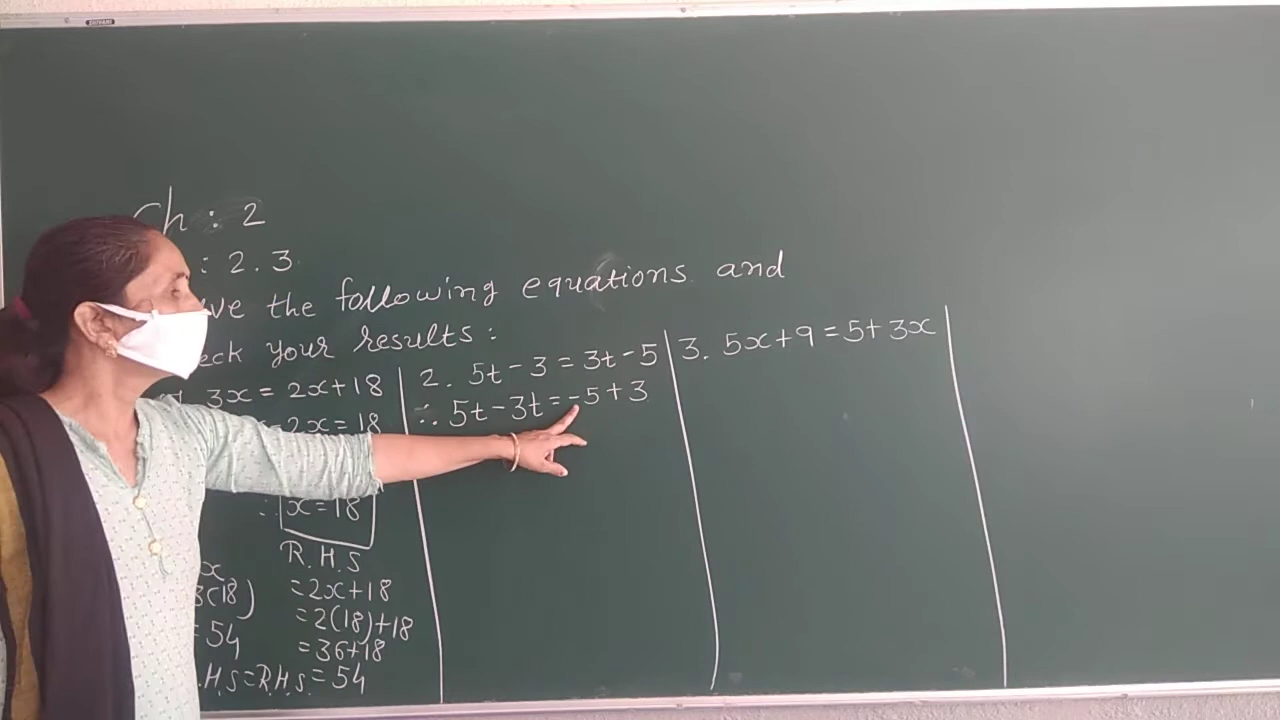 Ch : 2
: 2.3
ve the following equations and
eck your results :
3x = 2x+18
2x = 18
x = 18
R.H.S
x
= 2x+18
3(18)
= 2(18)+18
= 54
= 36+18
.H.S = R.H.S. = 54
2. 5t - 3 = 3t - 5
∴ 5t - 3t = -5 + 3
3. 5x + 9 = 5 + 3x